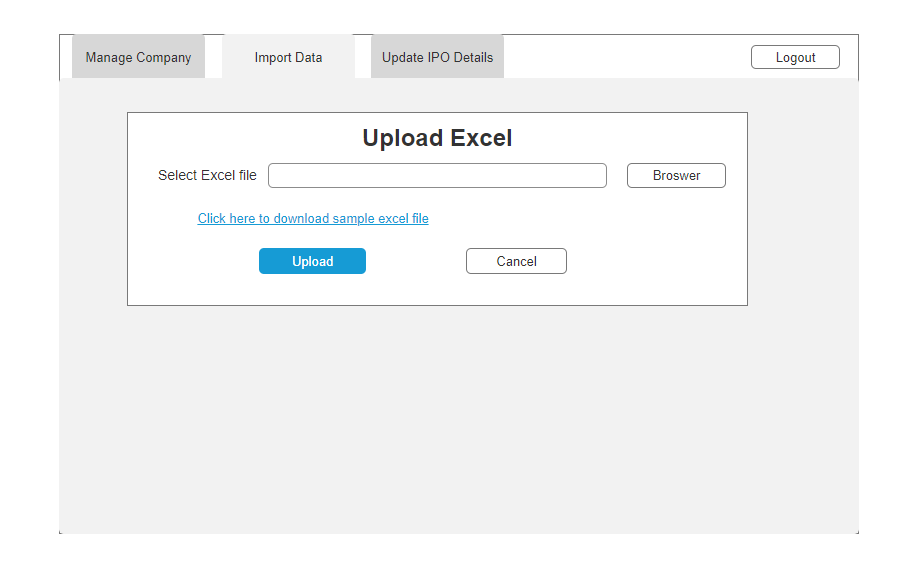 Manage Company
Import Data
Update IPO Details
Logout
Upload Excel
Select Excel file
Broswer
Click here to download sample excel file
Upload
Cancel